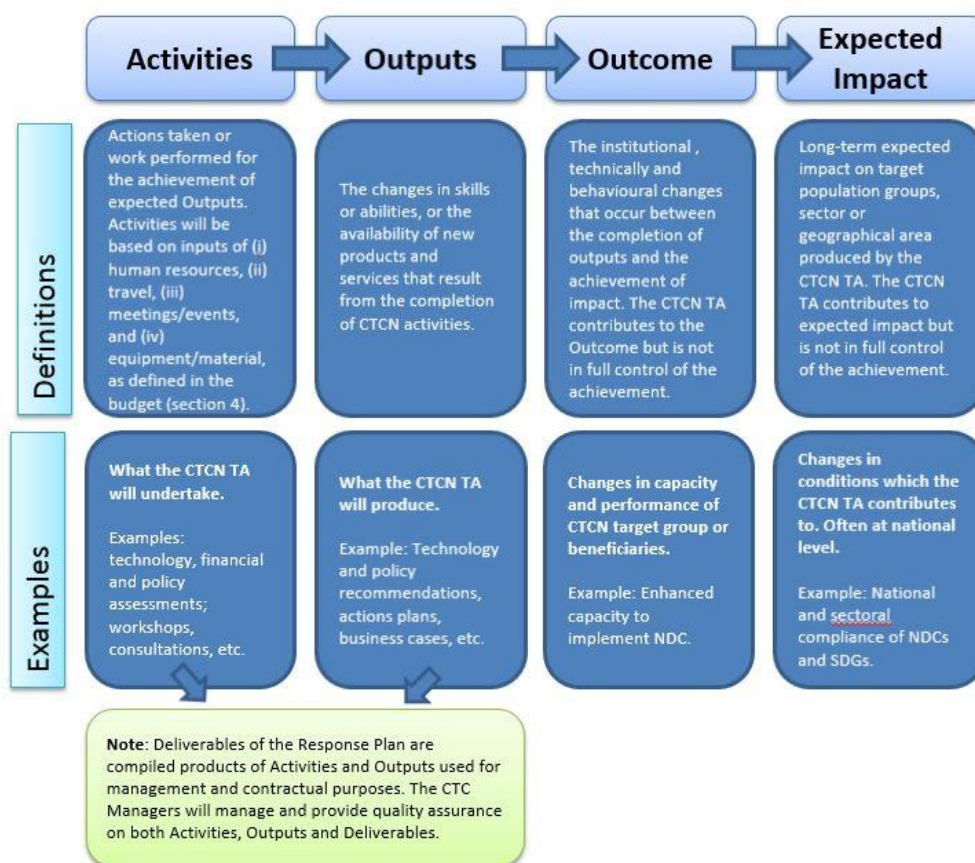 Activities
Outputs
Outcome
Expected
Impact
Definitions
Actions taken or
work performed for
the achievement of
expected Outputs.
Activities will be
based on inputs of (i)
human resources, (ii)
travel, (iii)
meetings/events,
and (iv)
equipment/material,
as defined in the
budget (section 4).
The changes in skills
or abilities, or the
availability of new
products and
services that result
from the completion
of CTCN activities.
The institutional ,
technically and
behavioural changes
that occur between
the completion of
outputs and the
achievement of
impact. The CTCN TA
contributes to the
Outcome but is not
in full control of the
achievement.
Long-term expected
impact on target
population groups,
sector or
geographical area
produced by the
CTCN TA. The CTCN
TA contributes to
expected impact but
is not in full control
of the achievement.
Examples
What the CTCN TA
will undertake.
Examples:
technology, financial
and policy
assessments;
workshops,
consultations, etc.
What the CTCN TA
will produce.
Example: Technology
and policy
recommendations,
actions plans,
business cases, etc.
Changes in capacity
and performance of
CTCN target group or
beneficiaries.
Example: Enhanced
capacity to
implement NDC.
Changes in
conditions which the
CTCN TA contributes
to. Often at national
level.
Example: National
and sectoral
compliance of NDCs
and SDGs.
Note: Deliverables of the Response Plan are
compiled products of Activities and Outputs used for
management and contractual purposes. The CTC
Managers will manage and provide quality assurance
on both Activities, Outputs and Deliverables.